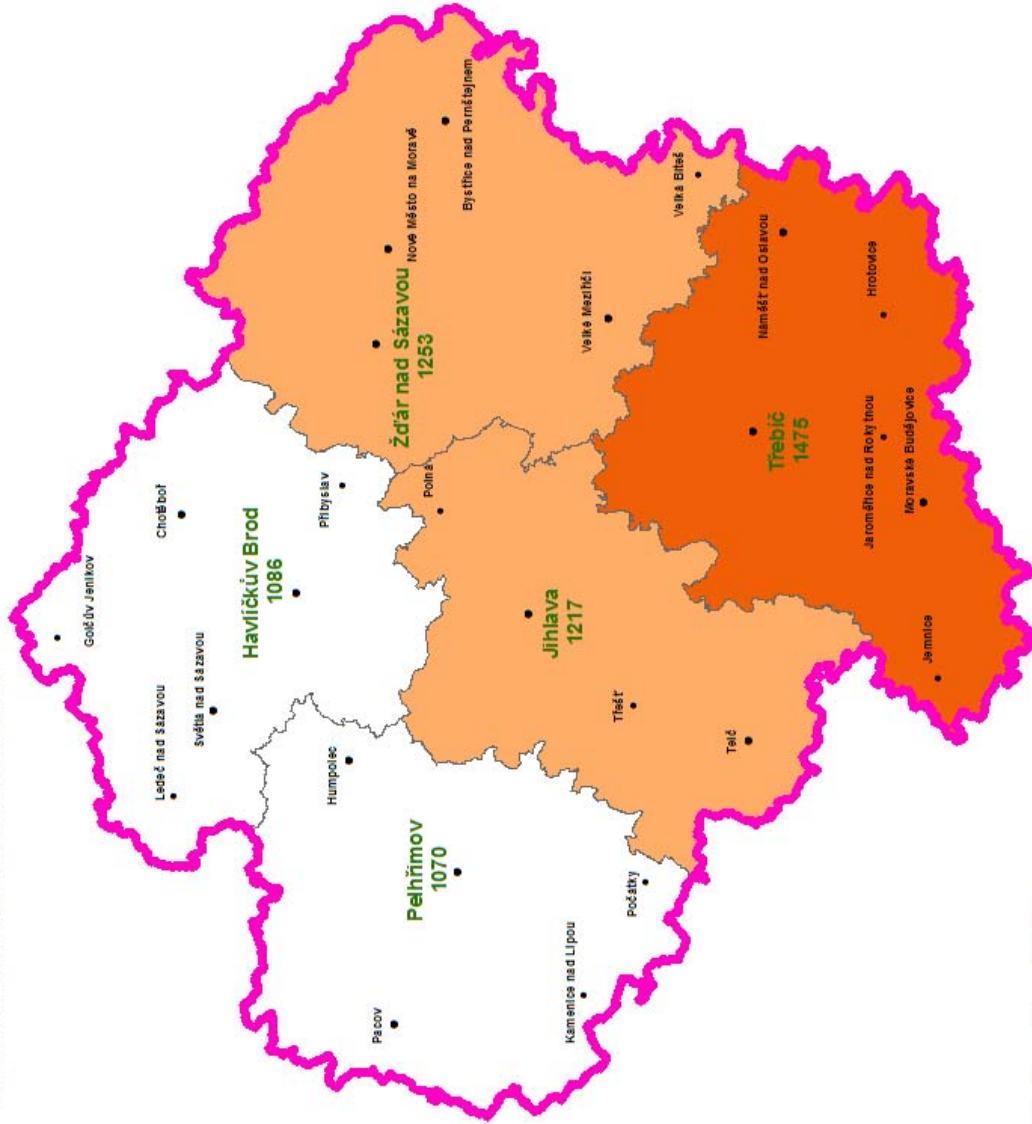 Golčův Jeníkov
Chotěboř
Ledeč nad Sázavou
Světlá nad Sázavou
Havlíčkův Brod
1086
Přibyslav
Žďár nad Sázavou
1253
Nové Město na Moravě
Bystřice nad Pernštejnem
Humpolec
Pacov
Pelhřimov
1070
Polná
Jihlava
1217
Velké Meziříčí
Velká Bíteš
Kamenice nad Lipou
Počátky
Třešť
Telč
Třebíč
1475
Náměšť nad Oslavou
Hrotovice
Jaroměřice nad Rokytnou
Moravské Budějovice
Jemnice